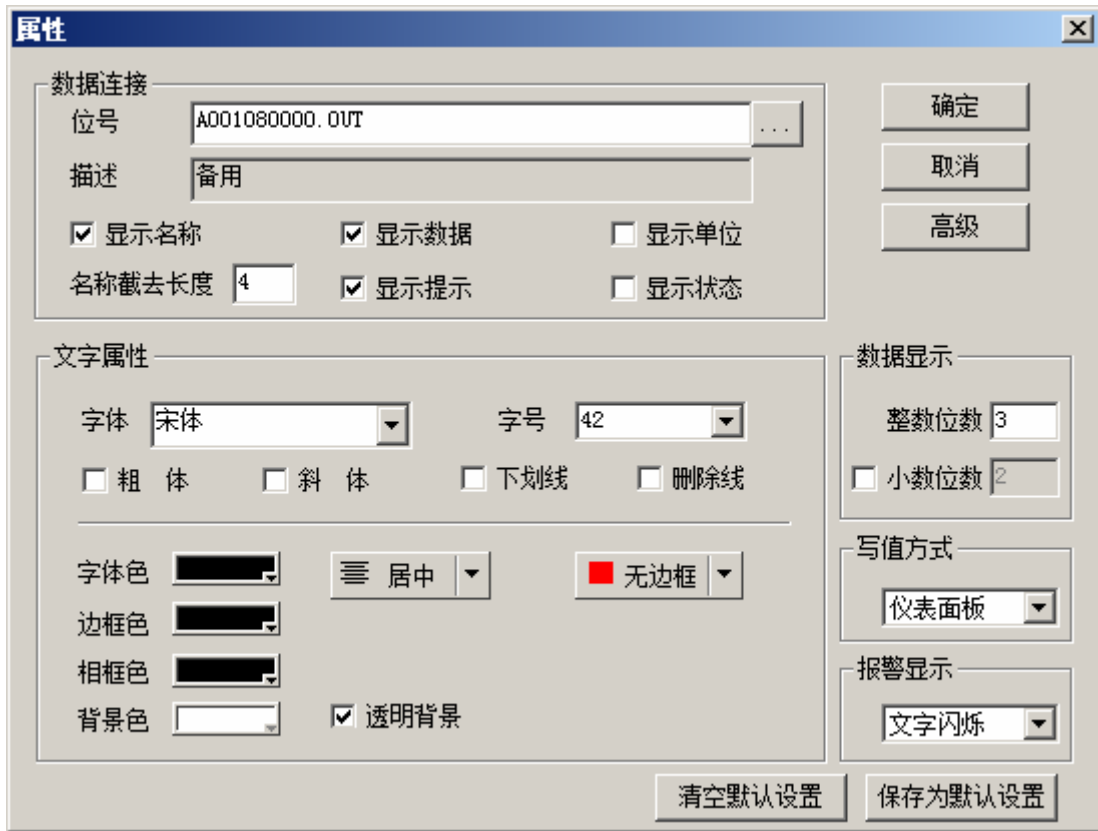 属性
数据连接
位号 A001080000.OUT ...
确定
描述 备用
取消
显示名称 显示数据 显示单位
高级
名称截去长度 4 显示提示 显示状态
文字属性
字体 宋体 字号 42
粗 体 斜 体 下划线 删除线
字体色 居中 无边框
边框色
相框色
背景色 透明背景
数据显示
整数位数 3
小数位数 2
写值方式
仪表面板
报警显示
文字闪烁
清空默认设置 保存为默认设置